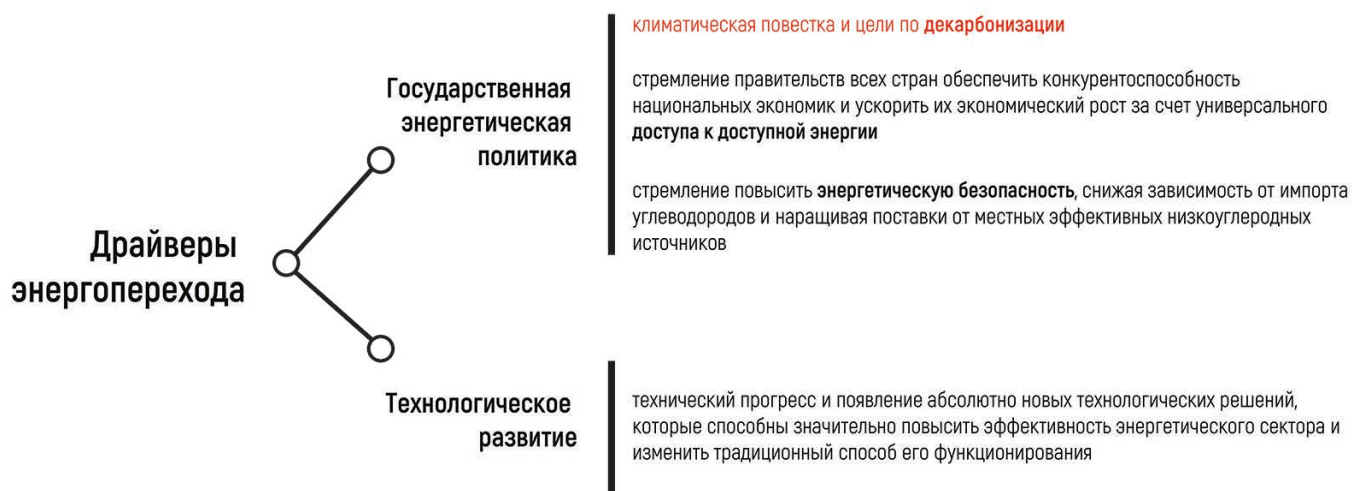 Драйверы
энергоперехода
Государственная
энергетическая
политика
климатическая повестка и цели по декарбонизации
стремление правительств всех стран обеспечить конкурентоспособность
национальных экономик и ускорить их экономический рост за счет универсального
доступа к доступной энергии
стремление повысить энергетическую безопасность, снижая зависимость от импорта
углеводородов и наращивая поставки от местных эффективных низкоуглеродных
источников
Технологическое
развитие
технический прогресс и появление абсолютно новых технологических решений,
которые способны значительно повысить эффективность энергетического сектора и
изменить традиционный способ его функционирования